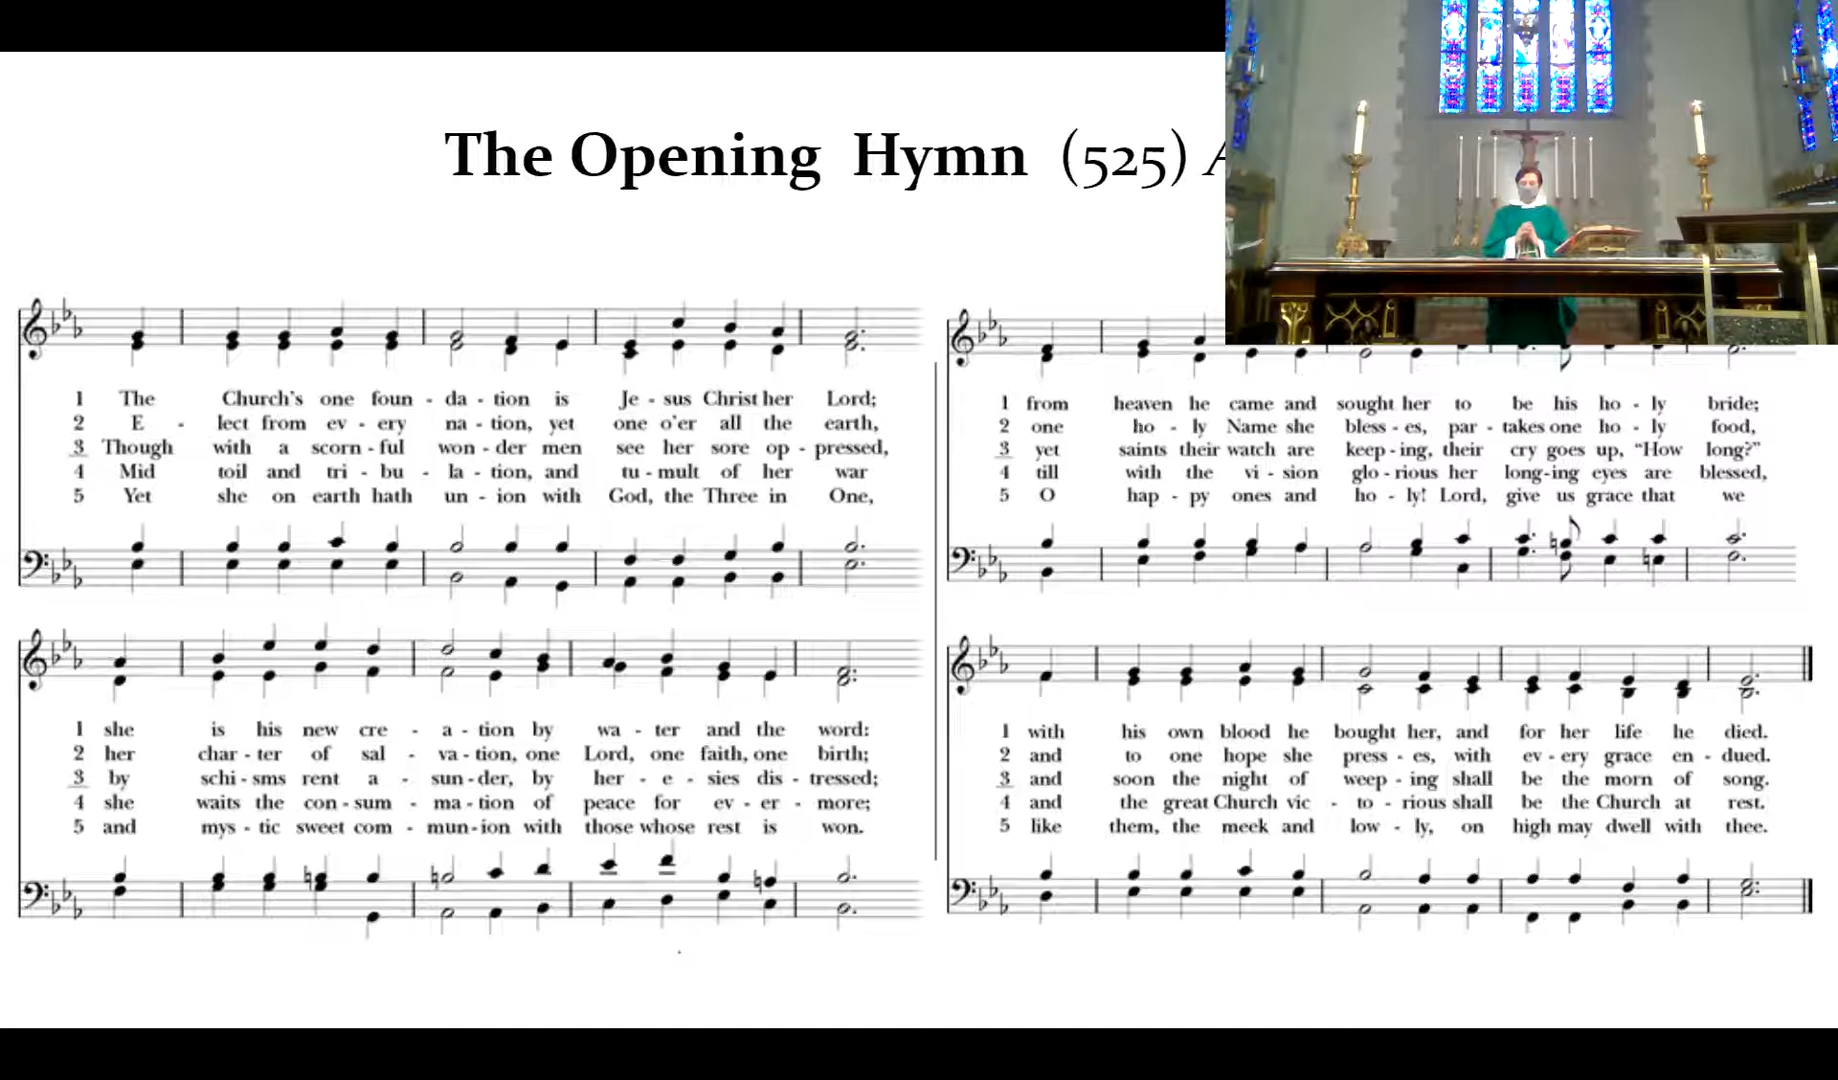 The Opening Hymn (525)
1 The Church's one foun - da - tion is Je - sus Christ her Lord;
2 E - lect from ev - ery na - tion, yet one o'er all the earth,
3 Though with a scorn - ful won - der men see her sore op - pressed,
4 Mid toil and tri - bu - la - tion, and tu - mult of her war
5 Yet she on earth hath un - ion with God, the Three in One,
she is his new cre - a - tion by wa - ter and the word:
her char - ter of sal - va - tion, one Lord, one faith, one birth;
by schi - sms rent a - sun - der, by her - e - sies dis - tressed;
she waits the con - sum - ma - tion of peace for ev - er - more;
and mys - tic sweet com - mun - ion with those whose rest is won.
1 from heaven he came and sought her to be his ho - ly bride;
2 one ho - ly Name she bless - es, par - takes one ho - ly food,
3 yet saints their watch are keep - ing, their cry goes up, “How long?”
4 till with the vi - sion glo - rious her long - ing eyes are blessed,
5 O hap - py ones and ho - ly! Lord, give us grace that we
1 with his own blood he bought her, and for her life he died.
2 and to one hope she press - es, with ev - ery grace en - dued.
3 and soon the night of weep - ing shall be the morn of song.
4 and the great Church vic - to - rious shall be the Church at rest.
5 like them, the meek and low - ly, on high may dwell with thee.